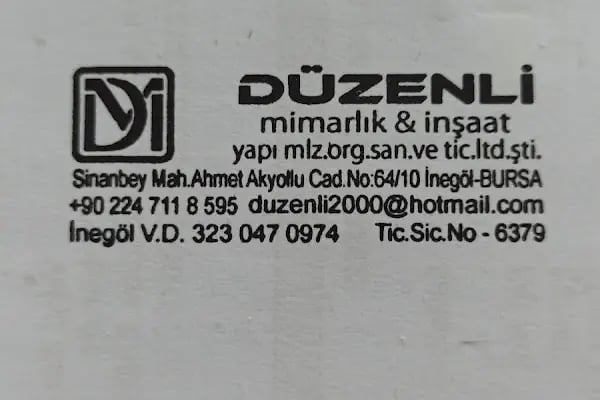 DÜZENLİ
mimarlık & inşaat
yapı mlz.org.san.ve tic.ltd.şti.
Sinanbey Mah.Ahmet Akyollu Cad.No:64/10 İnegöl-BURSA
+90 224 711 8 595 duzenli2000@hotmail.com
İnegöl V.D. 323 047 0974 Tic.Sic.No - 6379